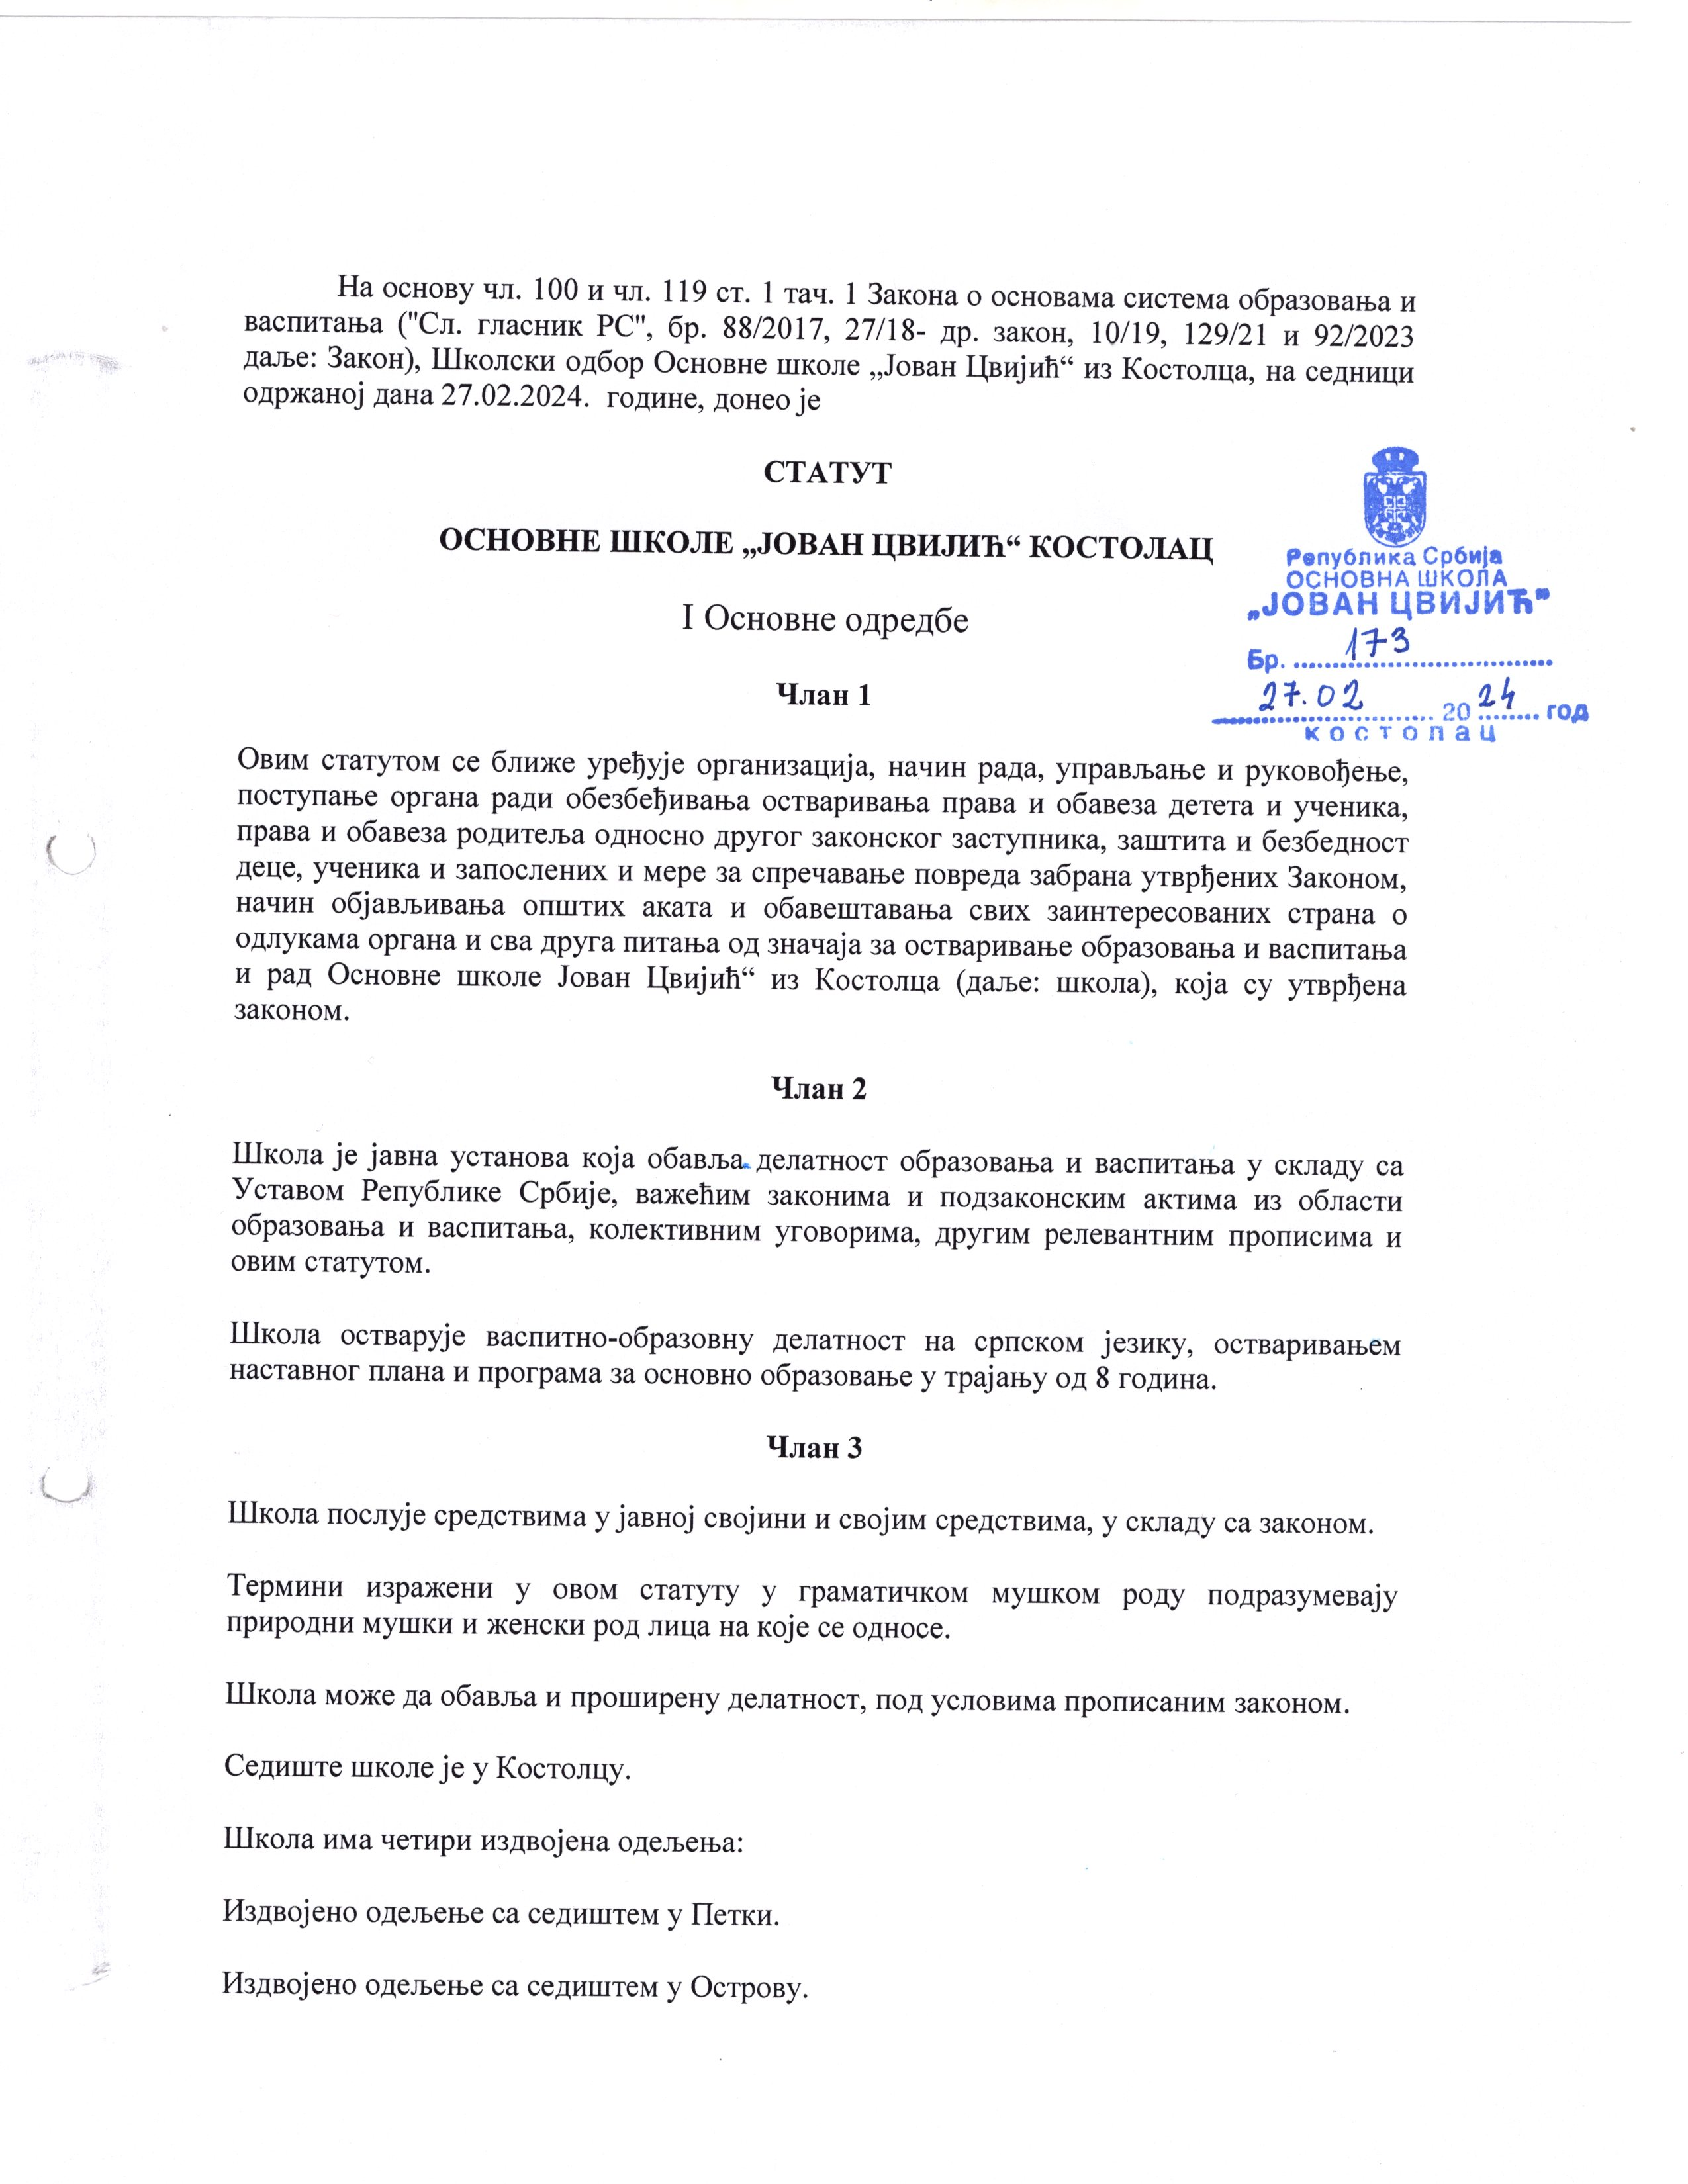 На основу чл. 100 и чл. 119 ст. 1 тач. 1 Закона о основама система образовања и
васпитања ("Сл. гласник РС", бр. 88/2017, 27/18- др. закон, 10/19, 129/21 и 92/2023
даље: Закон), Школски одбор Основне школе „Јован Цвијић“ из Костолца, на седници
одржаној дана 27.02.2024. године, донео је
СТАТУТ
ОСНОВНЕ ШКОЛЕ „ЈОВАН ЦВИЈИЋ“ КОСТОЛАЦ
Република Србија
ОСНОВНА ШКОЛА
„ЈОВАН ЦВИЈИЋ"
Бр. 173
27.02 2024 год
костолац
I Основне одредбе
Члан 1
Овим статутом се ближе уређује организација, начин рада, управљање и руковођење,
поступање органа ради обезбеђивања остваривања права и обавеза детета и ученика,
права и обавеза родитеља односно другог законског заступника, заштита и безбедност
деце, ученика и запослених и мере за спречавање повреда забрана утврђених Законом,
начин објављивања општих аката и обавештавања свих заинтересованих страна о
одлукама органа и сва друга питања од значаја за остваривање образовања и васпитања
и рад Основне школе Јован Цвијић“ из Костолца (даље: школа), која су утврђена
законом.
Члан 2
Школа је јавна установа која обавља делатност образовања и васпитања у складу са
Уставом Републике Србије, важећим законима и подзаконским актима из области
образовања и васпитања, колективним уговорима, другим релевантним прописима и
овим статутом.
Школа остварује васпитно-образовну делатност на српском језику, остваривањем
наставног плана и програма за основно образовање у трајању од 8 година.
Члан 3
Школа послује средствима у јавној својини и својим средствима, у складу са законом.
Термини изражени у овом статуту у граматичком мушком роду подразумевају
природни мушки и женски род лица на које се односе.
Школа може да обавља и проширену делатност, под условима прописаним законом.
Седиште школе је у Костолцу.
Школа има четири издвојена одељења:
Издвојено одељење са седиштем у Петки.
Издвојено одељење са седиштем у Острову.